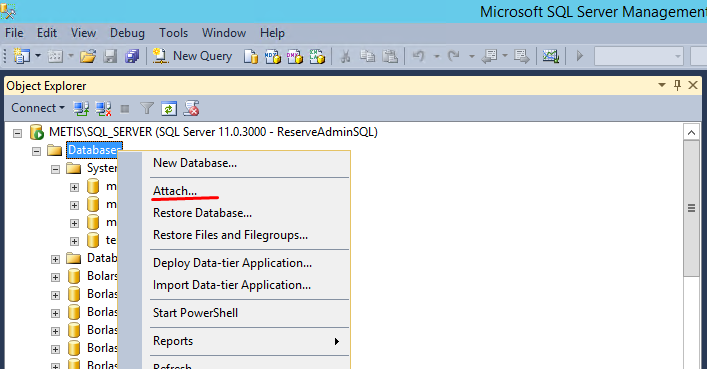 Microsoft SQL Server Management
File Edit View Debug Tools Window Help
New Query
Object Explorer
Connect
METIS\SQL_SERVER (SQL Server 11.0.3000 - ReserveAdminSQL)
Databases
New Database...
Attach...
Restore Database...
Restore Files and Filegroups...
Deploy Data-tier Application...
Import Data-tier Application...
Start PowerShell
Reports
Refresh